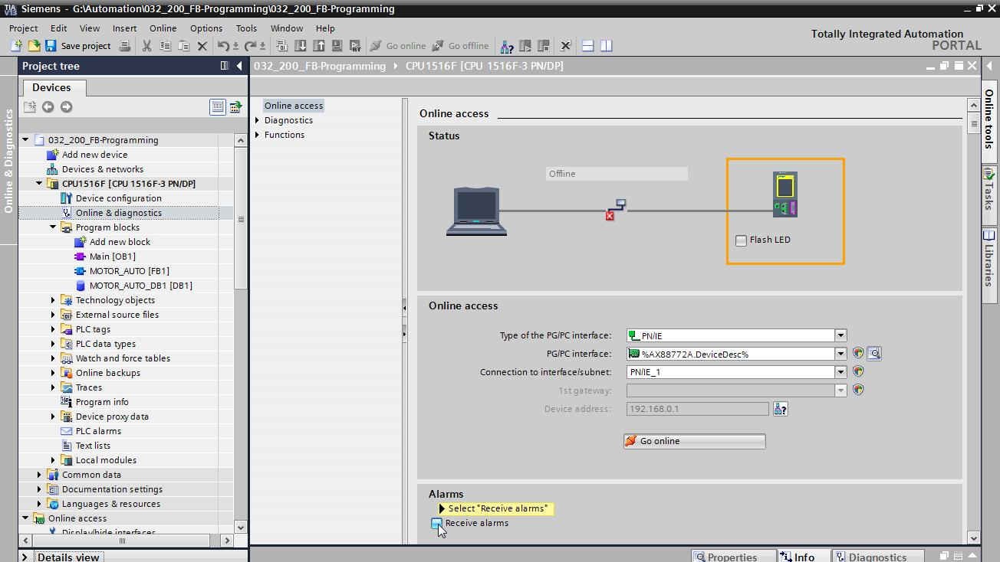 TIA V13 Siemens - G:\Automation\032_200_FB-Programming\032_200_FB-Programming
Project Edit View Insert Online Options Tools Window Help
Totally Integrated Automation
PORTAL
Save project Go online Go offline
Project tree
032_200_FB-Programming CPU1516F [CPU 1516F-3 PN/DP]
Devices
Online & Diagnostics
032_200_FB-Programming
Add new device
Devices & networks
CPU1516F [CPU 1516F-3 PN/DP]
Device configuration
Online & diagnostics
Program blocks
Add new block
Main [OB1]
MOTOR_AUTO [FB1]
MOTOR_AUTO_DB1 [DB1]
Technology objects
External source files
PLC tags
PLC data types
Watch and force tables
Online backups
Traces
Program info
Device proxy data
PLC alarms
Text lists
Local modules
Common data
Documentation settings
Languages & resources
Online access
Display/hide interfaces
Details view
Online access
Diagnostics
Functions
Online access
Status
Offline
Flash LED
Online access
Type of the PG/PC interface: PN/IE
PG/PC interface: %AX88772A.DeviceDesc%
Connection to interface/subnet: PN/IE_1
1st gateway:
Device address: 192.168.0.1
Go online
Alarms
Select "Receive alarms"
Receive alarms
Properties Info Diagnostics
Online tools
Tasks
Libraries